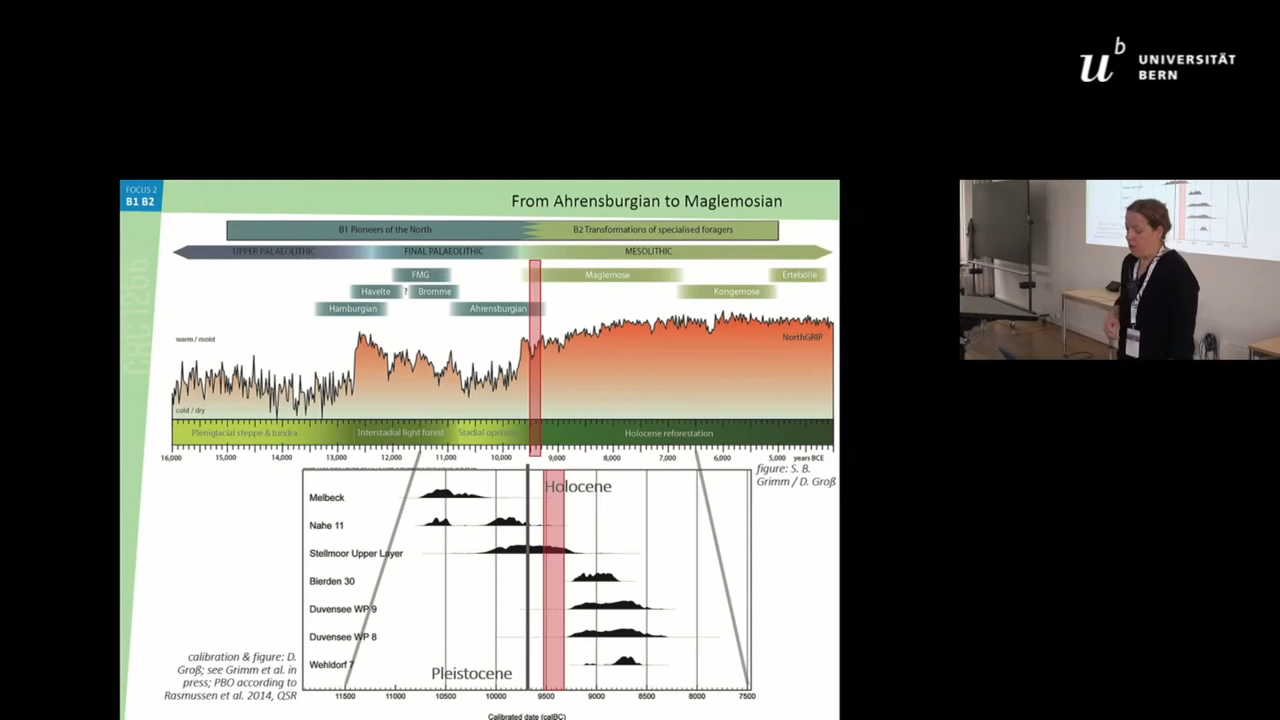 u b
UNIVERSITÄT
BERN
FOCUS 2
B1 B2
From Ahrensburgian to Maglemosian
B1 Pioneers of the North
B2 Transformations of specialised foragers
UPPER PALAEOLITHIC
FINAL PALAEOLITHIC
MESOLITHIC
FMG
Maglemose
Ertebölle
Havelte
?
Bromme
Kongemose
Hamburgian
Ahrensburgian
warm / moist
NorthGRIP
cold / dry
Pleniglacial steppe & tundra
Interstadial light forest
Holocene reforestation
16,000 15,000 14,000 13,000 12,000 11,000 10,000 9,000 8,000 7,000 6,000 5,000 years BCE
figure: S. B.
Grimm / D. Groß
Holocene
Melbeck
Nahe 11
Stellmoor Upper Layer
Bierden 30
Duvensee WP 9
Duvensee WP 8
Wehldorf 7
Pleistocene
calibration & figure: D.
Groß; see Grimm et al. in
press; PBO according to
Rasmussen et al. 2014, QSR
11500 10500 10000 9500 9000 8500 8000 7500
Calibrated date (calBC)